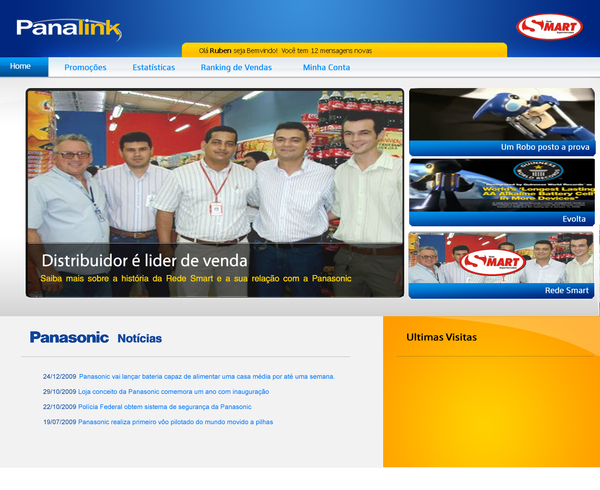 Panalink
SMART
Olá Ruben seja Bemvindo! Você tem 12 mensagens novas
Home
Promoções
Estatísticas
Ranking de Vendas
Minha Conta
Um Robo posto a prova
Distribuidor é lider de venda
Saiba mais sobre a história da Rede Smart e a sua relação com a Panasonic
GUINNESS
WORLD RECORDS
World's "Longest Lasting
AA Alkaline Battery Cell
In More Devices"
Evolta
SMART
Rede Smart
Panasonic Notícias
Ultimas Visitas
24/12/2009 Panasonic vai lançar bateria capaz de alimentar uma casa média por até uma semana.
29/10/2009 Loja conceito da Panasonic comemora um ano com inauguração
22/10/2009 Polícia Federal obtem sistema de segurança da Panasonic
19/07/2009 Panasonic realiza primeiro vôo pilotado do mundo movido a pilhas